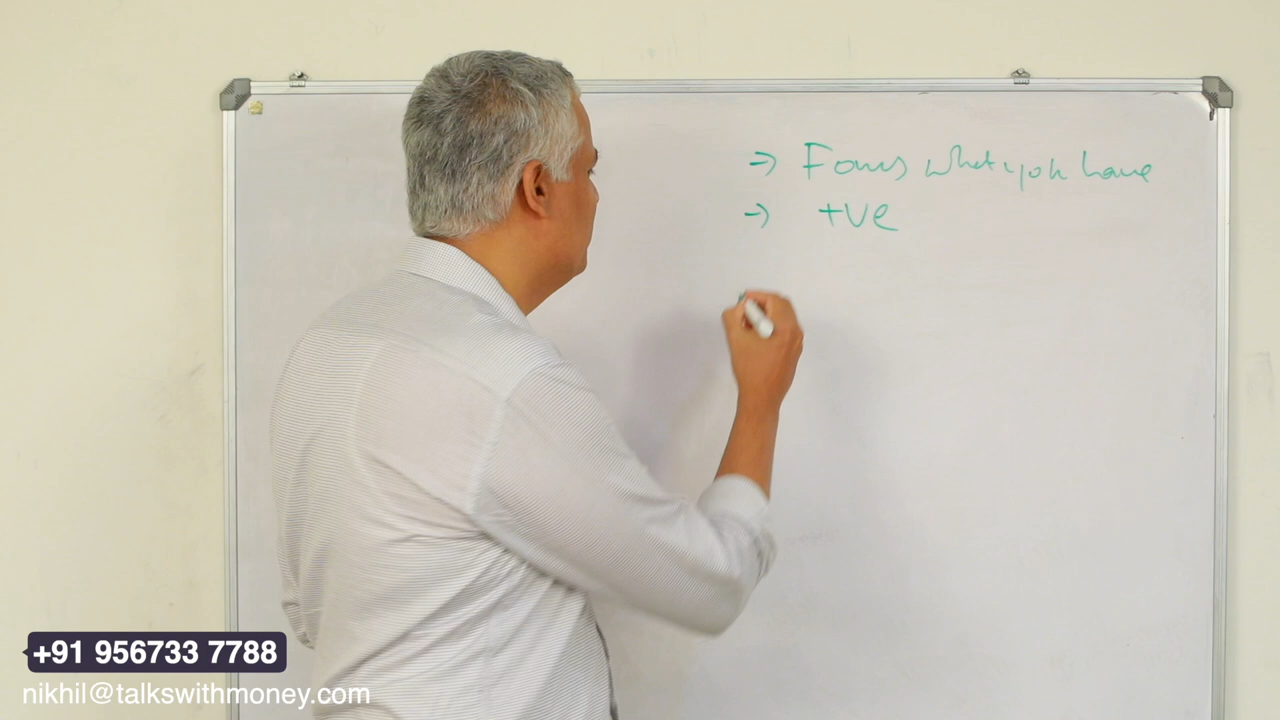 → Focus what you have
→ +ve
+91 956733 7788
nikhil@talkswithmoney.com